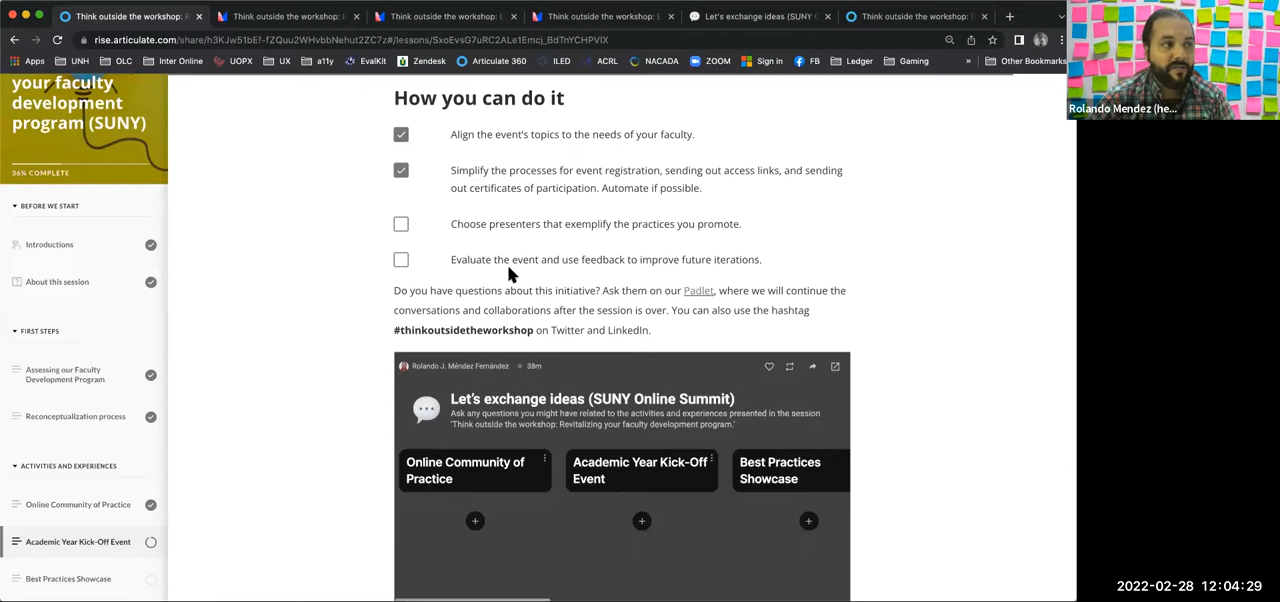 Think outside the workshop: R
Think outside the workshop:
Think outside the workshop:
Think outside the workshop:
Let's exchange ideas (SUNY
Think outside the workshop:
rise.articulate.com/share/h3KJw51bEf-fZQuu2WHvbbNehut2ZC7z#/lessons/SxoEvsG7uRC2ALe1Emcj_BdTnYCHPVIX
Apps UNH OLC Inter Online UOPX UX a11y EvalKit Zendesk Articulate 360 ILED ACRL NACADA ZOOM Sign in FB Ledger Gaming » Other Bookmarks
Rolando Mendez (he...
your faculty
development
program (SUNY)
36% COMPLETE
BEFORE WE START
Introductions
About this session
FIRST STEPS
Assessing our Faculty
Development Program
Reconceptualization process
ACTIVITIES AND EXPERIENCES
Online Community of Practice
Academic Year Kick-Off Event
Best Practices Showcase
How you can do it
Align the event's topics to the needs of your faculty.
Simplify the processes for event registration, sending out access links, and sending
out certificates of participation. Automate if possible.
Choose presenters that exemplify the practices you promote.
Evaluate the event and use feedback to improve future iterations.
Do you have questions about this initiative? Ask them on our Padlet, where we will continue the
conversations and collaborations after the session is over. You can also use the hashtag
#thinkoutsidetheworkshop on Twitter and LinkedIn.
Rolando J. Méndez Fernández 38m
Let's exchange ideas (SUNY Online Summit)
Ask any questions you might have related to the activities and experiences presented in the session
'Think outside the workshop: Revitalizing your faculty development program.'
Online Community of
Practice
Academic Year Kick-Off
Event
Best Practices
Showcase
2022-02-28 12:04:29